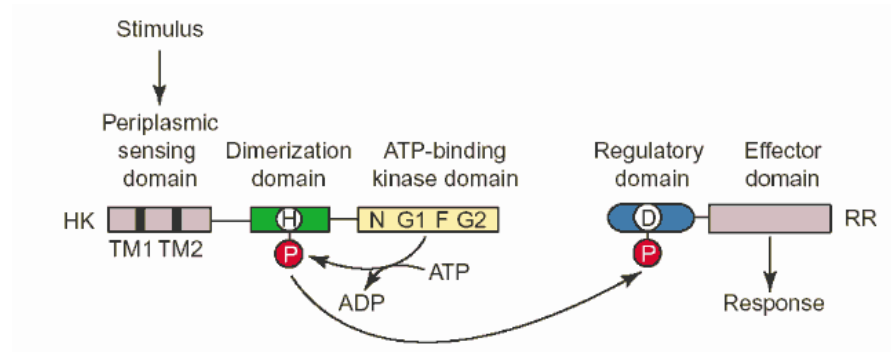 Stimulus
Periplasmic
sensing
domain
Dimerization
domain
ATP-binding
kinase domain
Regulatory
domain
Effector
domain
HK
H
N G1 F G2
D
RR
TM1 TM2
P
P
ATP
ADP
Response